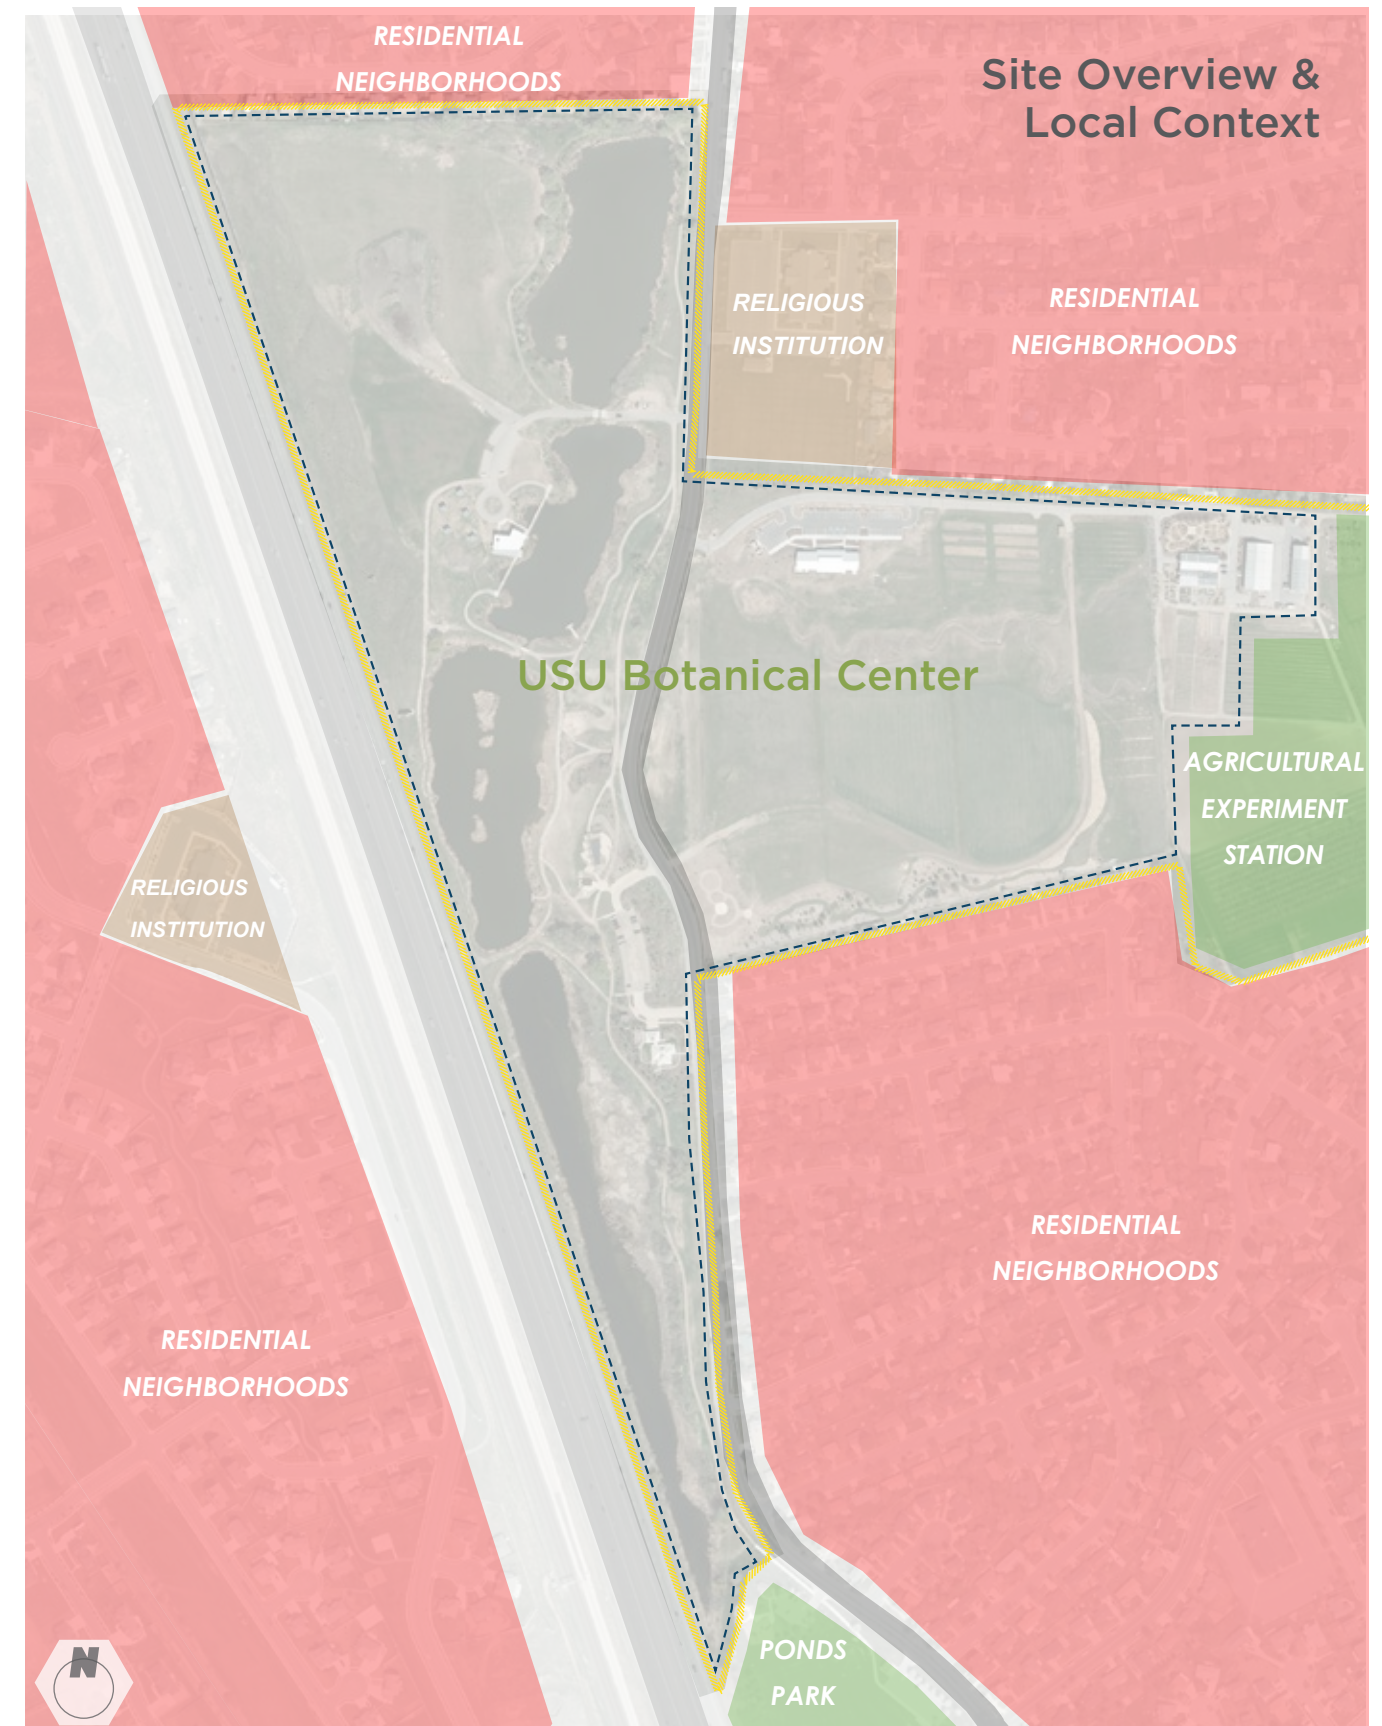 RESIDENTIAL
NEIGHBORHOODS
Site Overview &
Local Context
RELIGIOUS
INSTITUTION
RESIDENTIAL
NEIGHBORHOODS
USU Botanical Center
AGRICULTURAL
EXPERIMENT
STATION
RELIGIOUS
INSTITUTION
RESIDENTIAL
NEIGHBORHOODS
RESIDENTIAL
NEIGHBORHOODS
PONDS
PARK
N